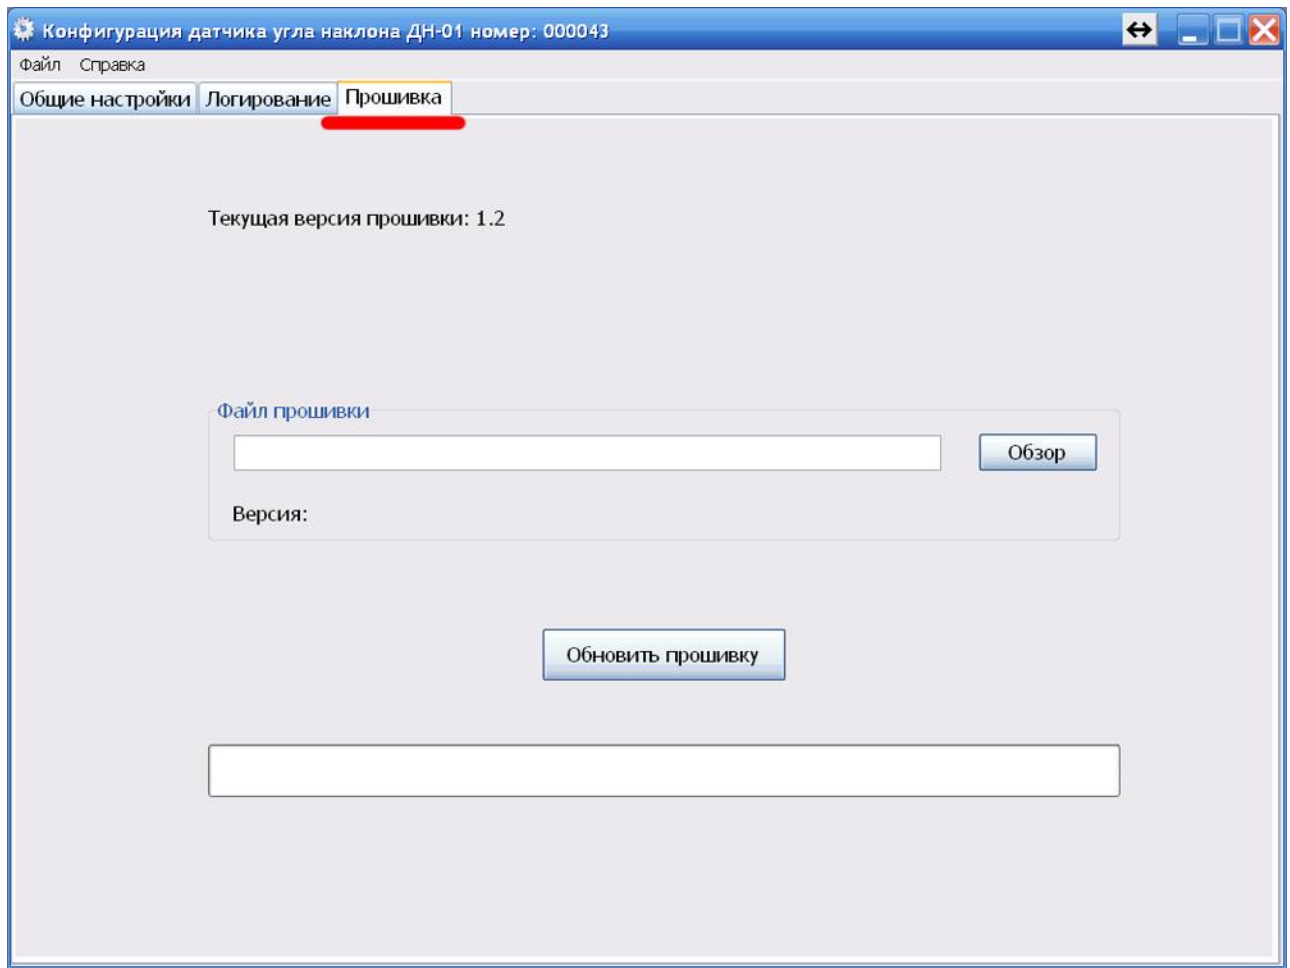 Конфигурация датчика угла наклона ДН-01 номер: 000043
Файл Справка
Общие настройки Логирование Прошивка
Текущая версия прошивки: 1.2
Файл прошивки
Обзор
Версия:
Обновить прошивку